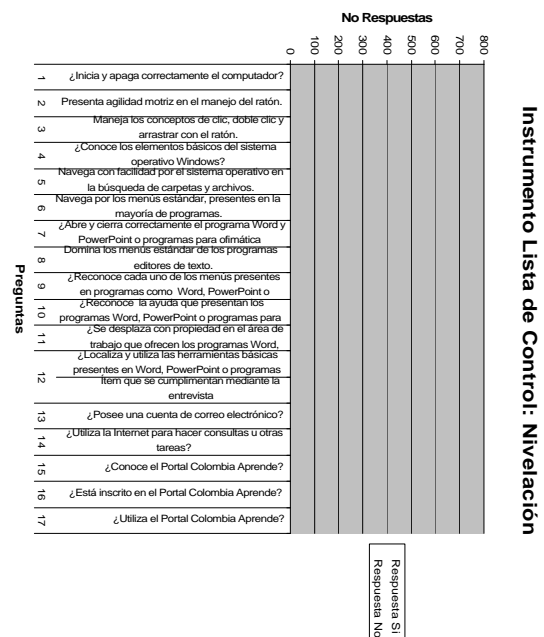 Instrumento Lista de Control: Nivelación
No Respuestas
0
100
200
300
400
500
600
700
800
1
¿Inicia y apaga correctamente el computador?
2
Presenta agilidad motriz en el manejo del ratón.
3
Maneja los conceptos de clic, doble clic y
arrastrar con el ratón.
4
¿Conoce los elementos básicos del sistema
operativo Windows?
5
Navega con facilidad por el sistema operativo en
la búsqueda de carpetas y archivos.
6
Navega por los menús estándar, presentes en la
mayoría de programas.
7
¿Abre y cierra correctamente el programa Word y
PowerPoint o programas para ofimática
8
Domina los menús estándar de los programas
editores de texto.
9
¿Reconoce cada uno de los menús presentes
en programas como Word, PowerPoint o
10
¿Reconoce la ayuda que presentan los
programas Word, PowerPoint o programas para
11
¿Se desplaza con propiedad en el área de
trabajo que ofrecen los programas Word,
12
¿Localiza y utiliza las herramientas básicas
presentes en Word, PowerPoint o programas
Ítem que se cumplimentan mediante la
entrevista
13
¿Posee una cuenta de correo electrónico?
14
¿Utiliza la Internet para hacer consultas u otras
tareas?
15
¿Conoce el Portal Colombia Aprende?
16
¿Está inscrito en el Portal Colombia Aprende?
17
¿Utiliza el Portal Colombia Aprende?
Preguntas
Respuesta Si
Respuesta No